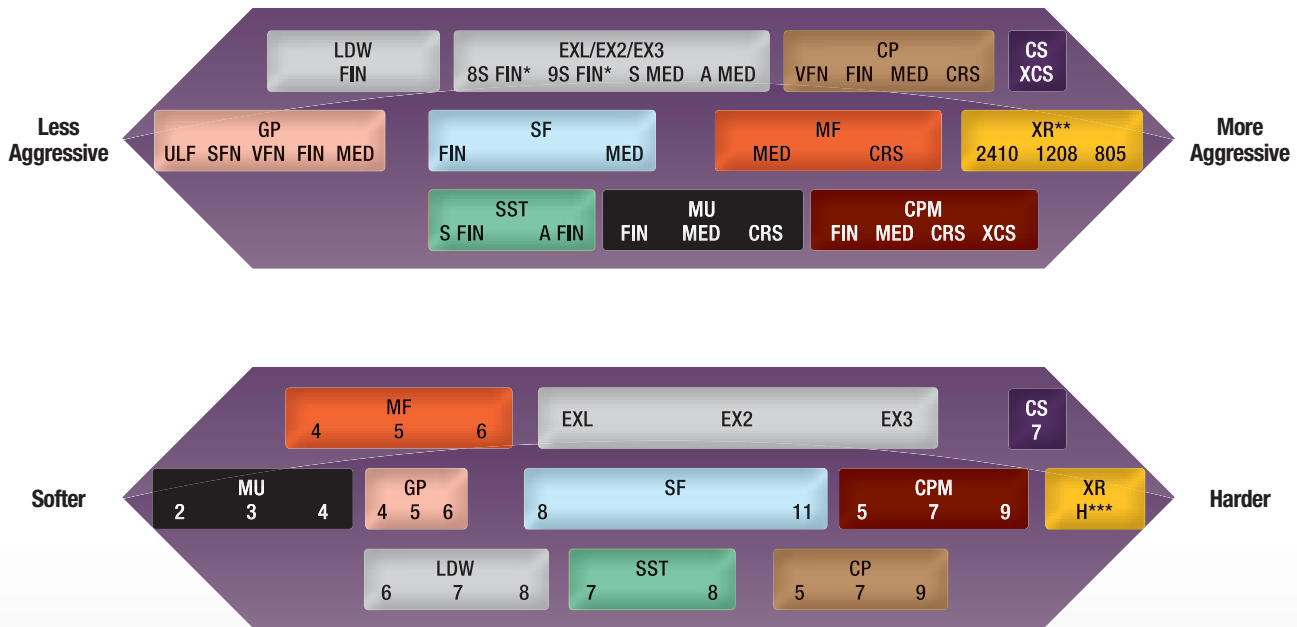 LDW
FIN
EXL/EX2/EX3
8S FIN* 9S FIN* S MED A MED
CP
VFN FIN MED CRS
CS
XCS
Less
Aggressive
GP
ULF SFN VFN FIN MED
SF
FIN MED
MF
MED CRS
XR**
2410 1208 805
More
Aggressive
SST
S FIN A FIN
MU
FIN MED CRS
CPM
FIN MED CRS XCS
MF
4 5 6
EXL EX2 EX3
CS
7
Softer
MU
2 3 4
GP
4 5 6
SF
8 11
CPM
5 7 9
XR
H***
Harder
LDW
6 7 8
SST
7 8
CP
5 7 9